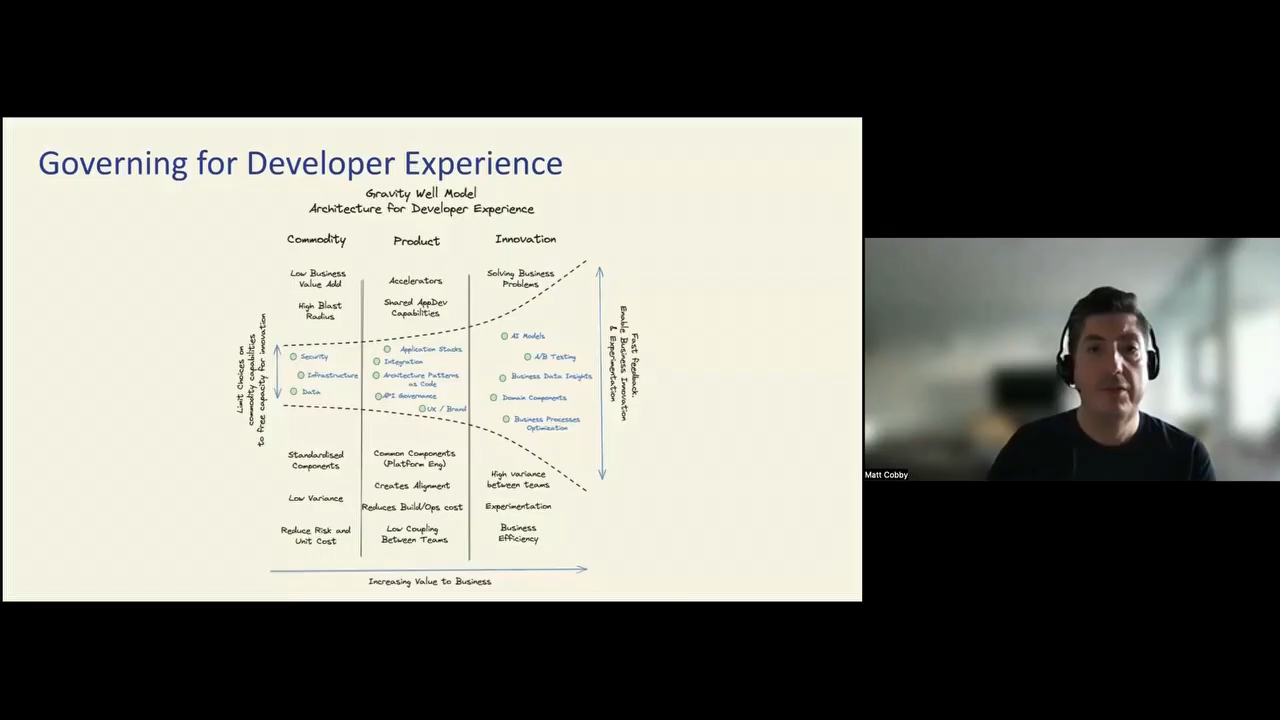 Governing for Developer Experience
Gravity Well Model
Architecture for Developer Experience
Commodity
Product
Innovation
Low Business
Value Add
High Blast
Radius
Accelerators
Shared AppDev
Capabilities
Solving Business
Problems
Limit Choices on
commodity capabilities
to free capacity for innovation
Security
Infrastructure
Data
Application Stacks
Integration
Architecture Patterns
as Code
API Governance
UX / Brand
AI Models
A/B Testing
Business Data Insights
Domain Components
Business Processes
Optimization
Fast feedback.
Enable Business Innovation
& Experimentation
Standardised
Components
Low Variance
Reduce Risk and
Unit Cost
Common Components
(Platform Eng)
Creates Alignment
Reduces Build/Ops cost
Low Coupling
Between Teams
High variance
between teams
Experimentation
Business
Efficiency
Increasing Value to Business
Matt Cobby